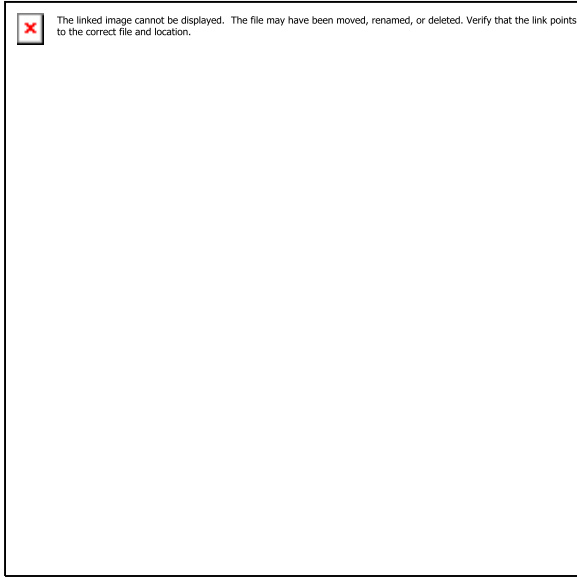 The linked image cannot be displayed.  The file may have been moved, renamed, or deleted. Verify that the link points
to the correct file and location.